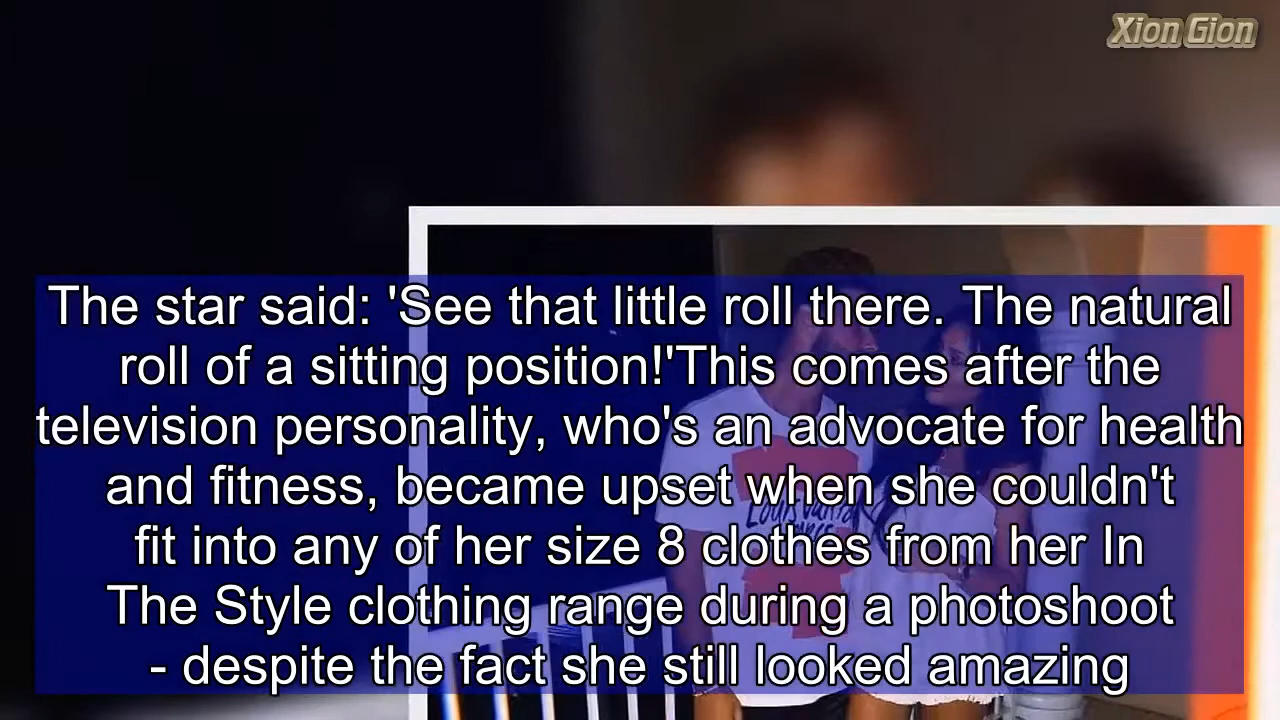 Xion Gion
The star said: 'See that little roll there. The natural
roll of a sitting position!'This comes after the
television personality, who's an advocate for health
and fitness, became upset when she couldn't
fit into any of her size 8 clothes from her In
The Style clothing range during a photoshoot
- despite the fact she still looked amazing
Louis Vuitton